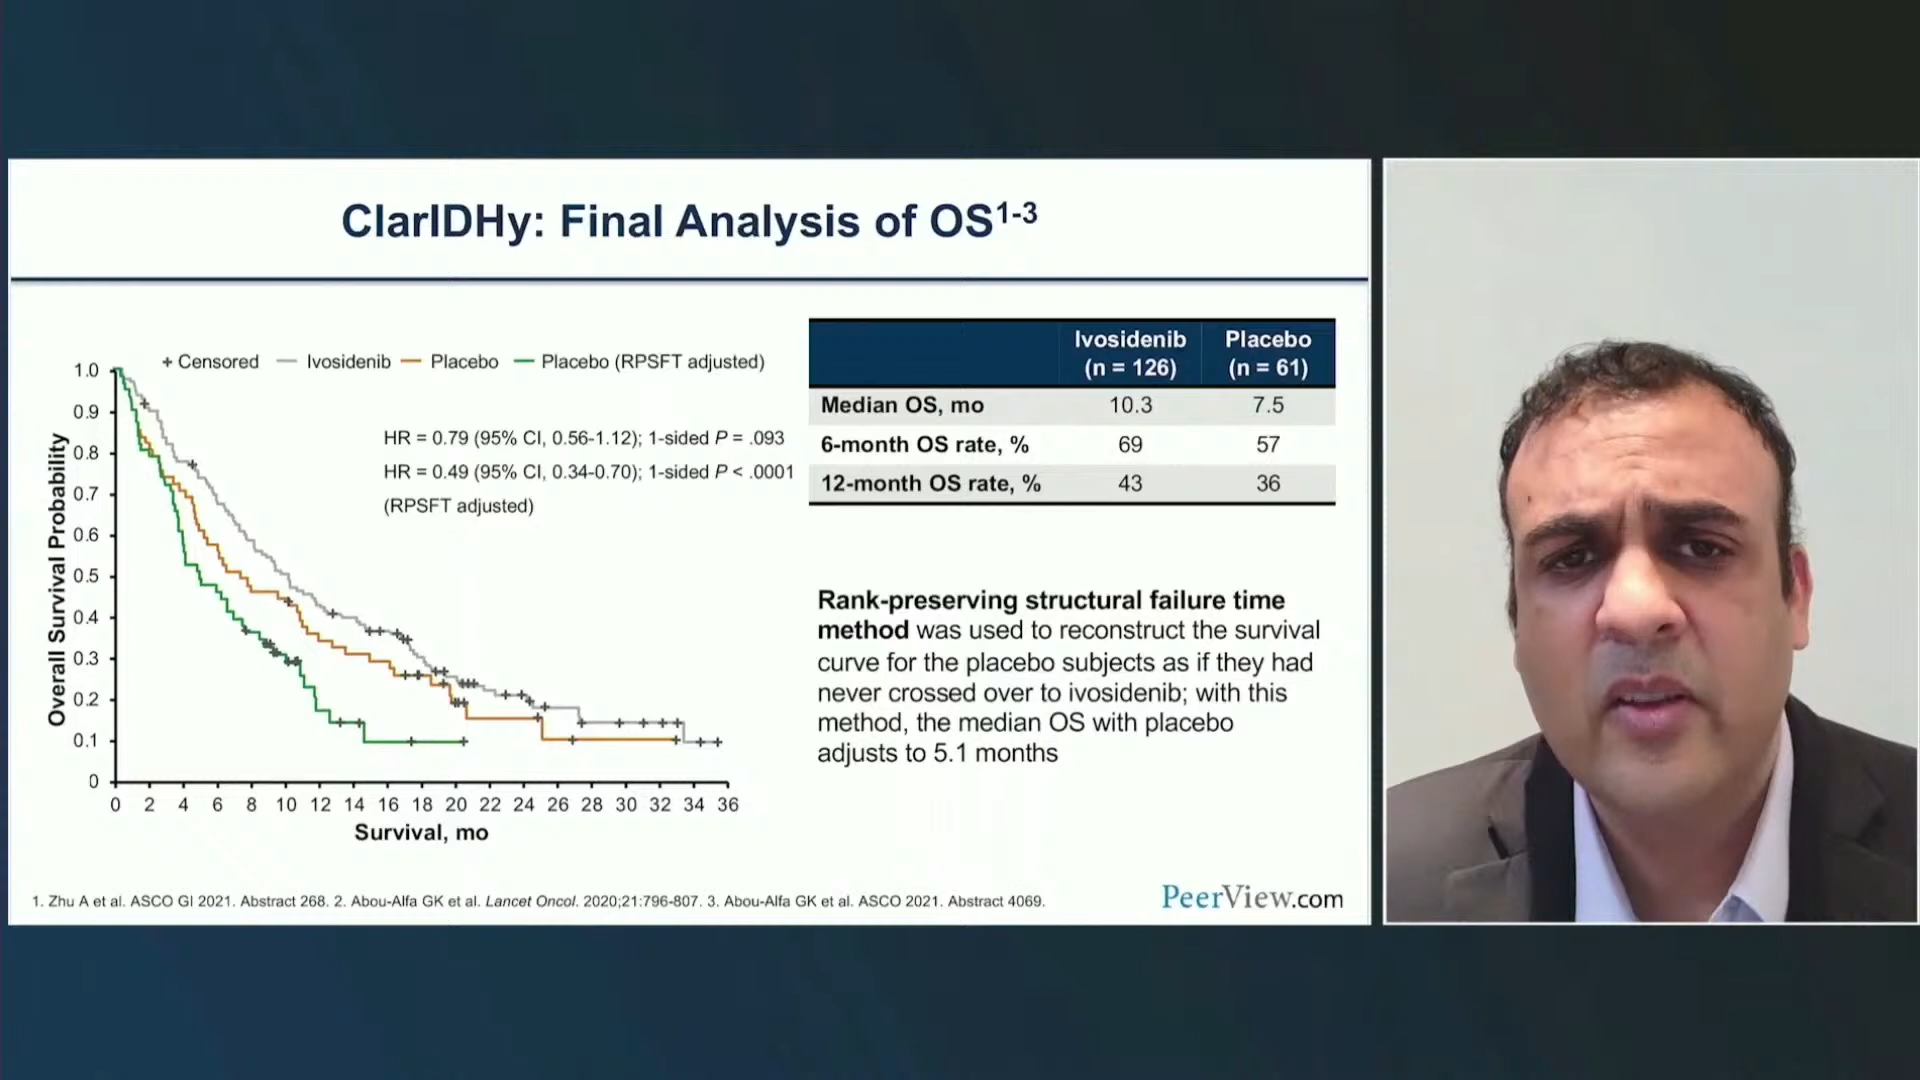 ClarIDHy: Final Analysis of OS1-3
Censored Ivosidenib Placebo Placebo (RPSFT adjusted)
HR = 0.79 (95% CI, 0.56-1.12); 1-sided P = .093
HR = 0.49 (95% CI, 0.34-0.70); 1-sided P < .0001
(RPSFT adjusted)
Overall Survival Probability
1.0
0.9
0.8
0.7
0.6
0.5
0.4
0.3
0.2
0.1
0
0 2 4 6 8 10 12 14 16 18 20 22 24 26 28 30 32 34 36
Survival, mo
Ivosidenib Placebo
(n = 126) (n = 61)
Median OS, mo 10.3 7.5
6-month OS rate, % 69 57
12-month OS rate, % 43 36
Rank-preserving structural failure time
method was used to reconstruct the survival
curve for the placebo subjects as if they had
never crossed over to ivosidenib; with this
method, the median OS with placebo
adjusts to 5.1 months
1. Zhu A et al. ASCO GI 2021. Abstract 268. 2. Abou-Alfa GK et al. Lancet Oncol. 2020;21:796-807. 3. Abou-Alfa GK et al. ASCO 2021. Abstract 4069.
PeerView.com